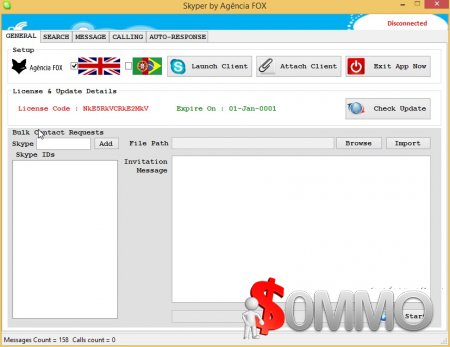 Skyper by Agência FOX
Disconnected
GENERAL SEARCH MESSAGE CALLING AUTO-RESPONSE
Setup
Agência FOX
Launch Client
Attach Client
Exit App Now
License & Update Details
License Code : NkE5RkVCRkE2MkV
Expire On : 01-Jan-0001
Check Update
Bulk Contact Requests
Skype
Add
File Path
Browse
Import
Skype IDs
Invitation
Message
$OMMO
Start
Messages Count = 158 Calls count = 0